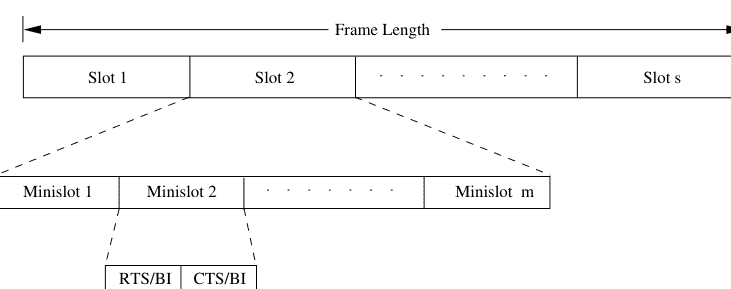 Frame Length
Slot 1 Slot 2 . . . . . . . . . Slot s
Minislot 1 Minislot 2 . . . . . . . Minislot m
RTS/BI CTS/BI